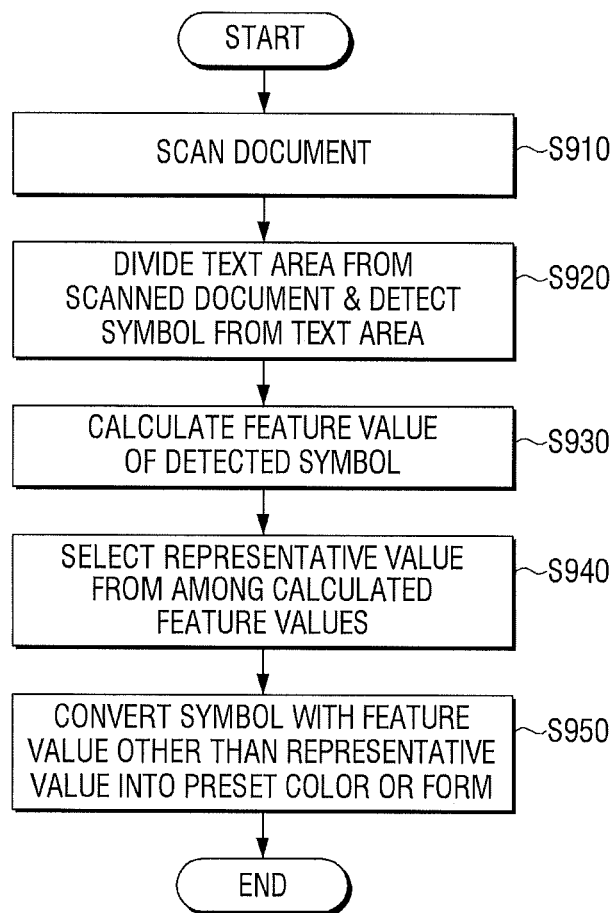 START
SCAN DOCUMENT
S910
DIVIDE TEXT AREA FROM
SCANNED DOCUMENT & DETECT
SYMBOL FROM TEXT AREA
S920
CALCULATE FEATURE VALUE
OF DETECTED SYMBOL
S930
SELECT REPRESENTATIVE VALUE
FROM AMONG CALCULATED
FEATURE VALUES
S940
CONVERT SYMBOL WITH FEATURE
VALUE OTHER THAN REPRESENTATIVE
VALUE INTO PRESET COLOR OR FORM
S950
END